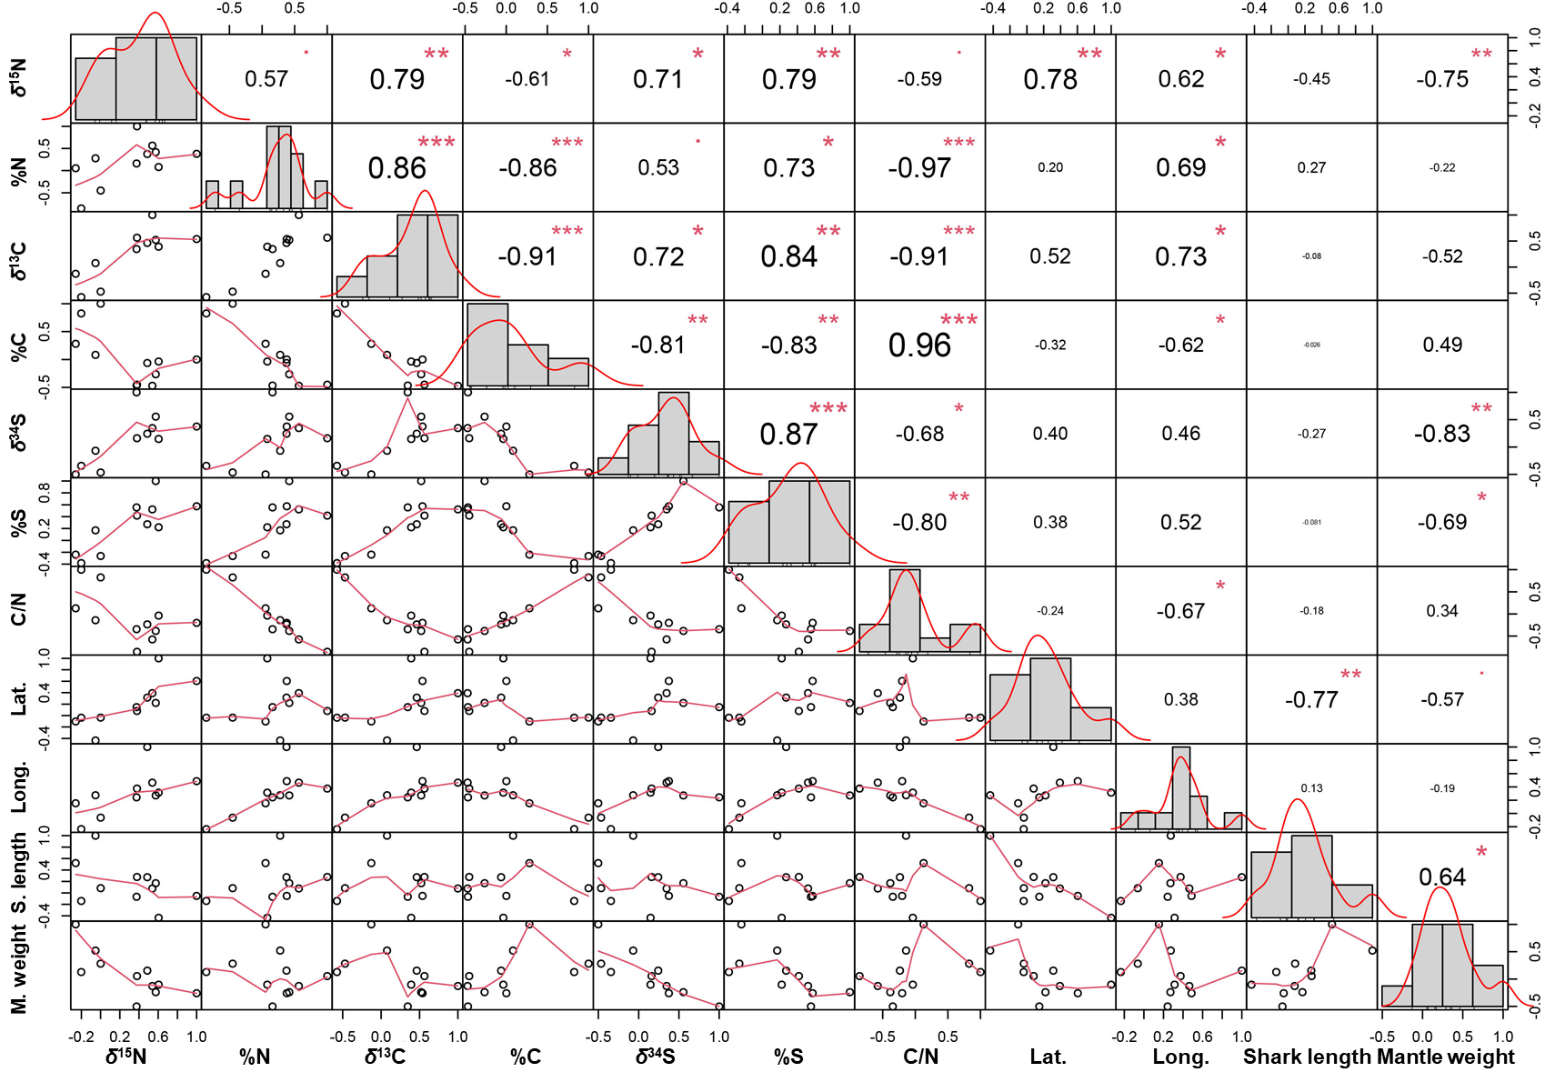 -0.5 0.5 -0.5 0.0 1.0 -0.2 0.4 1.0 -0.4 0.2 0.6 1.0 -0.4 0.2 0.6 1.0
δ15N 0.57 . 0.79 ** -0.61 * 0.71 * 0.79 ** -0.59 . 0.78 ** 0.62 * -0.45 -0.75 ** -0.2 0.4 1.0
%N -0.5 0.5 0.86 *** -0.86 *** 0.53 . 0.73 * -0.97 *** 0.20 0.69 * 0.27 -0.22
δ13C -0.91 *** 0.72 * 0.84 ** -0.91 *** 0.52 0.73 * -0.08 -0.52 -0.5 0.5
%C -0.5 0.5 -0.81 ** -0.83 ** 0.96 *** -0.32 -0.62 * -0.026 0.49
δ34S 0.87 *** -0.68 * 0.40 0.46 -0.27 -0.83 ** -0.5 0.5
%S -0.4 0.2 0.8 -0.80 ** 0.38 0.52 -0.081 -0.69 *
C/N -0.24 -0.67 * -0.18 0.34 -0.5 0.5
Lat. -0.4 0.4 1.0 0.38 -0.77 ** -0.57 .
Long. 0.13 -0.19 -0.2 0.4 1.0
S. length -0.4 0.4 1.0 0.64 *
M. weight -0.5 0.5
-0.2 0.2 0.6 1.0 -0.5 0.0 0.5 1.0 -0.5 0.0 0.5 1.0 -0.5 0.5 -0.2 0.2 0.6 1.0 -0.5 0.0 0.5 1.0
δ15N %N δ13C %C δ34S %S C/N Lat. Long. Shark length Mantle weight